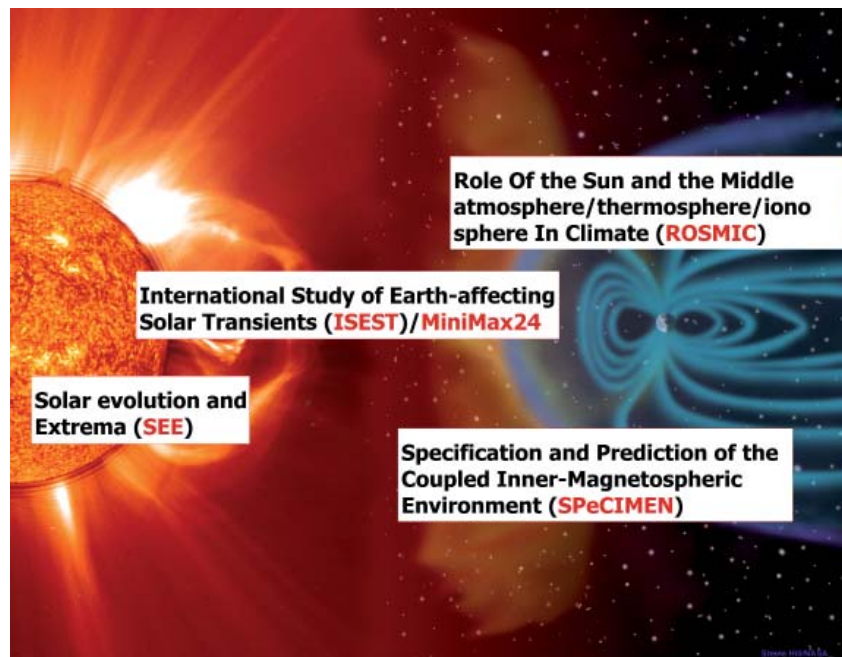 Role Of the Sun and the Middle
atmosphere/thermosphere/iono
sphere In Climate (ROSMIC)
International Study of Earth-affecting
Solar Transients (ISEST)/MiniMax24
Solar evolution and
Extrema (SEE)
Specification and Prediction of the
Coupled Inner-Magnetospheric
Environment (SPeCIMEN)